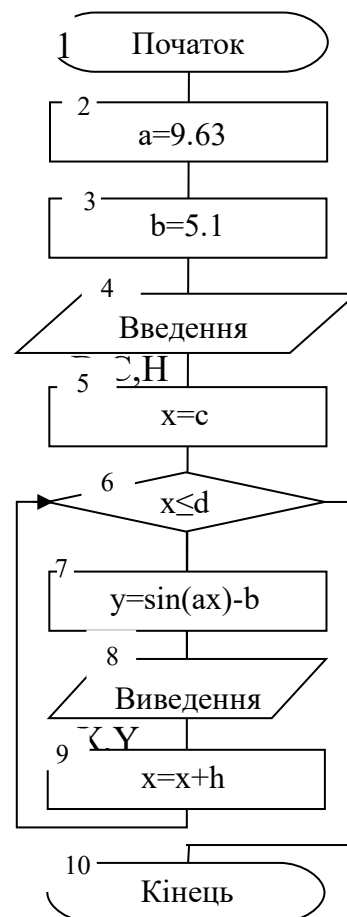 1 Початок
2
a=9.63
3
b=5.1
4
Введення
C,H
5
x=c
6
x≤d
7
y=sin(ax)-b
8
Виведення
X,Y
9
x=x+h
10
Кінець